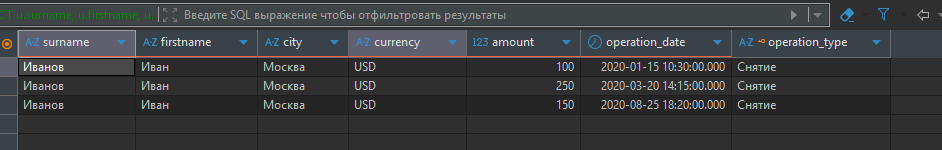 CT u.surname, u.firstname, u. Введите SQL выражение чтобы отфильтровать результаты
A-Z surname A-Z firstname A-Z city A-Z currency 123 amount operation_date A-Z operation_type
Иванов Иван Москва USD 100 2020-01-15 10:30:00.000 Снятие
Иванов Иван Москва USD 250 2020-03-20 14:15:00.000 Снятие
Иванов Иван Москва USD 150 2020-08-25 18:20:00.000 Снятие